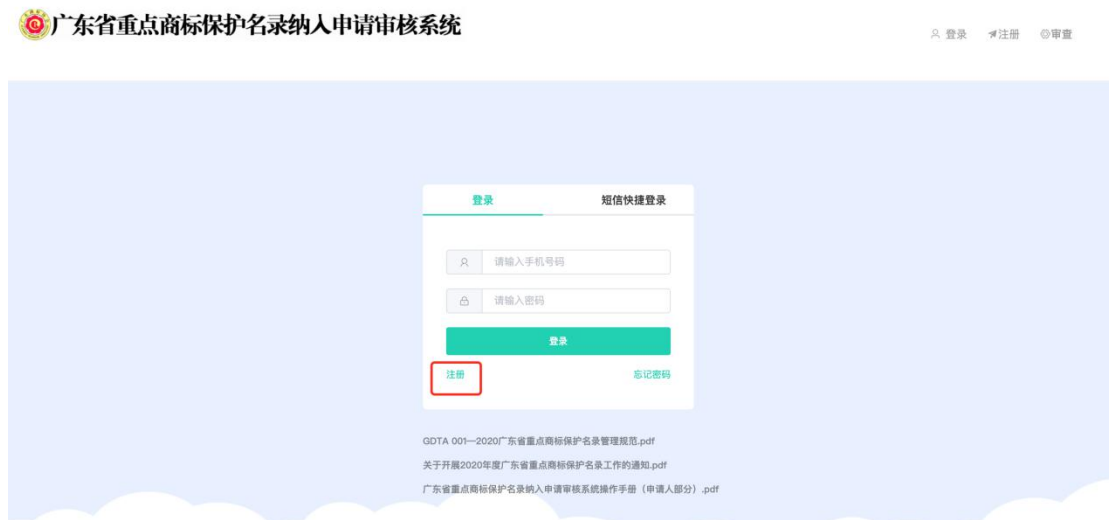 广东省重点商标保护名录纳入申请审核系统
登录 注册 审查
登录 短信快捷登录
请输入手机号码
请输入密码
登录
注册 忘记密码
GDTA 001—2020广东省重点商标保护名录管理规范.pdf
关于开展2020年度广东省重点商标保护名录工作的通知.pdf
广东省重点商标保护名录纳入申请审核系统操作手册（申请人部分）.pdf